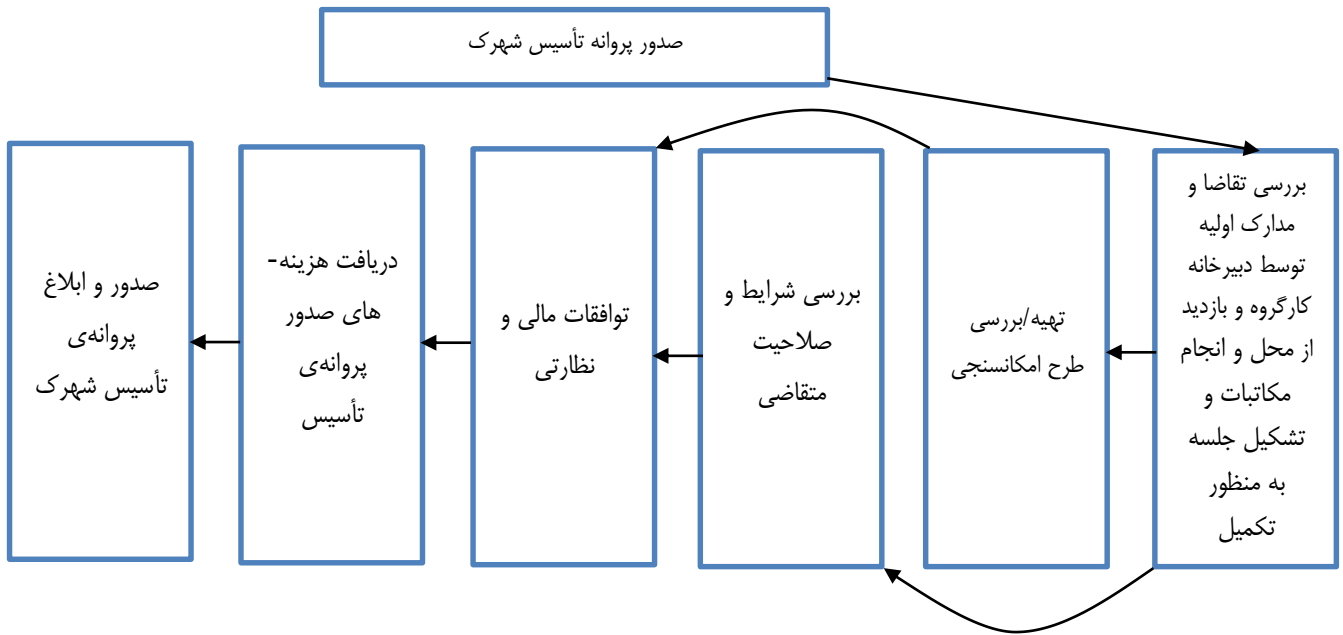 صدور پروانه تأسیس شهرک
بررسی تقاضا و
مدارک اولیه
توسط دبیرخانه
کارگروه و بازدید
از محل و انجام
مکاتبات و
تشکیل جلسه
به منظور
تکمیل
تهیه/بررسی
طرح امکانسنجی
بررسی شرایط و
صلاحیت
متقاضی
توافقات مالی و
نظارتی
دریافت هزینه-
های صدور
پروانه‌ی
تأسیس
صدور و ابلاغ
پروانه‌ی
تأسیس شهرک